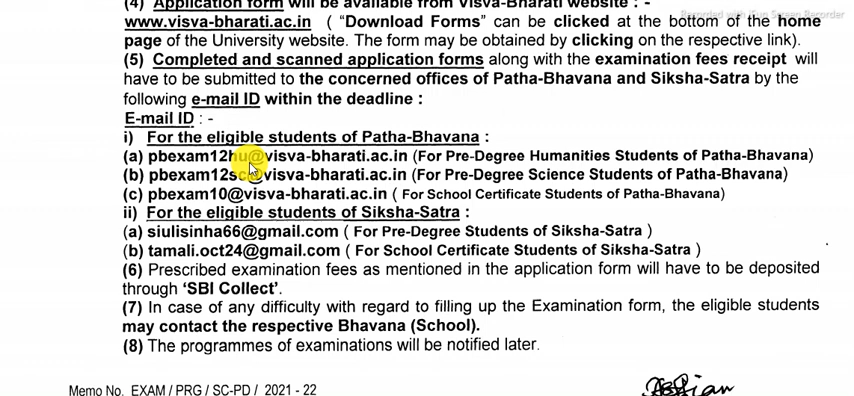 (4) Application form will be available from Visva-Bharati website : -
www.visva-bharati.ac.in ( “Download Forms” can be clicked at the bottom of the home
page of the University website. The form may be obtained by clicking on the respective link).
(5) Completed and scanned application forms along with the examination fees receipt will
have to be submitted to the concerned offices of Patha-Bhavana and Siksha-Satra by the
following e-mail ID within the deadline :
E-mail ID : -
i) For the eligible students of Patha-Bhavana :
(a) pbexam12hu@visva-bharati.ac.in (For Pre-Degree Humanities Students of Patha-Bhavana)
(b) pbexam12sc@visva-bharati.ac.in (For Pre-Degree Science Students of Patha-Bhavana)
(c) pbexam10@visva-bharati.ac.in ( For School Certificate Students of Patha-Bhavana)
ii) For the eligible students of Siksha-Satra :
(a) siulisinha66@gmail.com ( For Pre-Degree Students of Siksha-Satra )
(b) tamali.oct24@gmail.com ( For School Certificate Students of Siksha-Satra )
(6) Prescribed examination fees as mentioned in the application form will have to be deposited
through ‘SBI Collect’.
(7) In case of any difficulty with regard to filling up the Examination form, the eligible students
may contact the respective Bhavana (School).
(8) The programmes of examinations will be notified later.
Memo No. EXAM / PRG / SC-PD / 2021 - 22
Recorded with iFun Screen Recorder